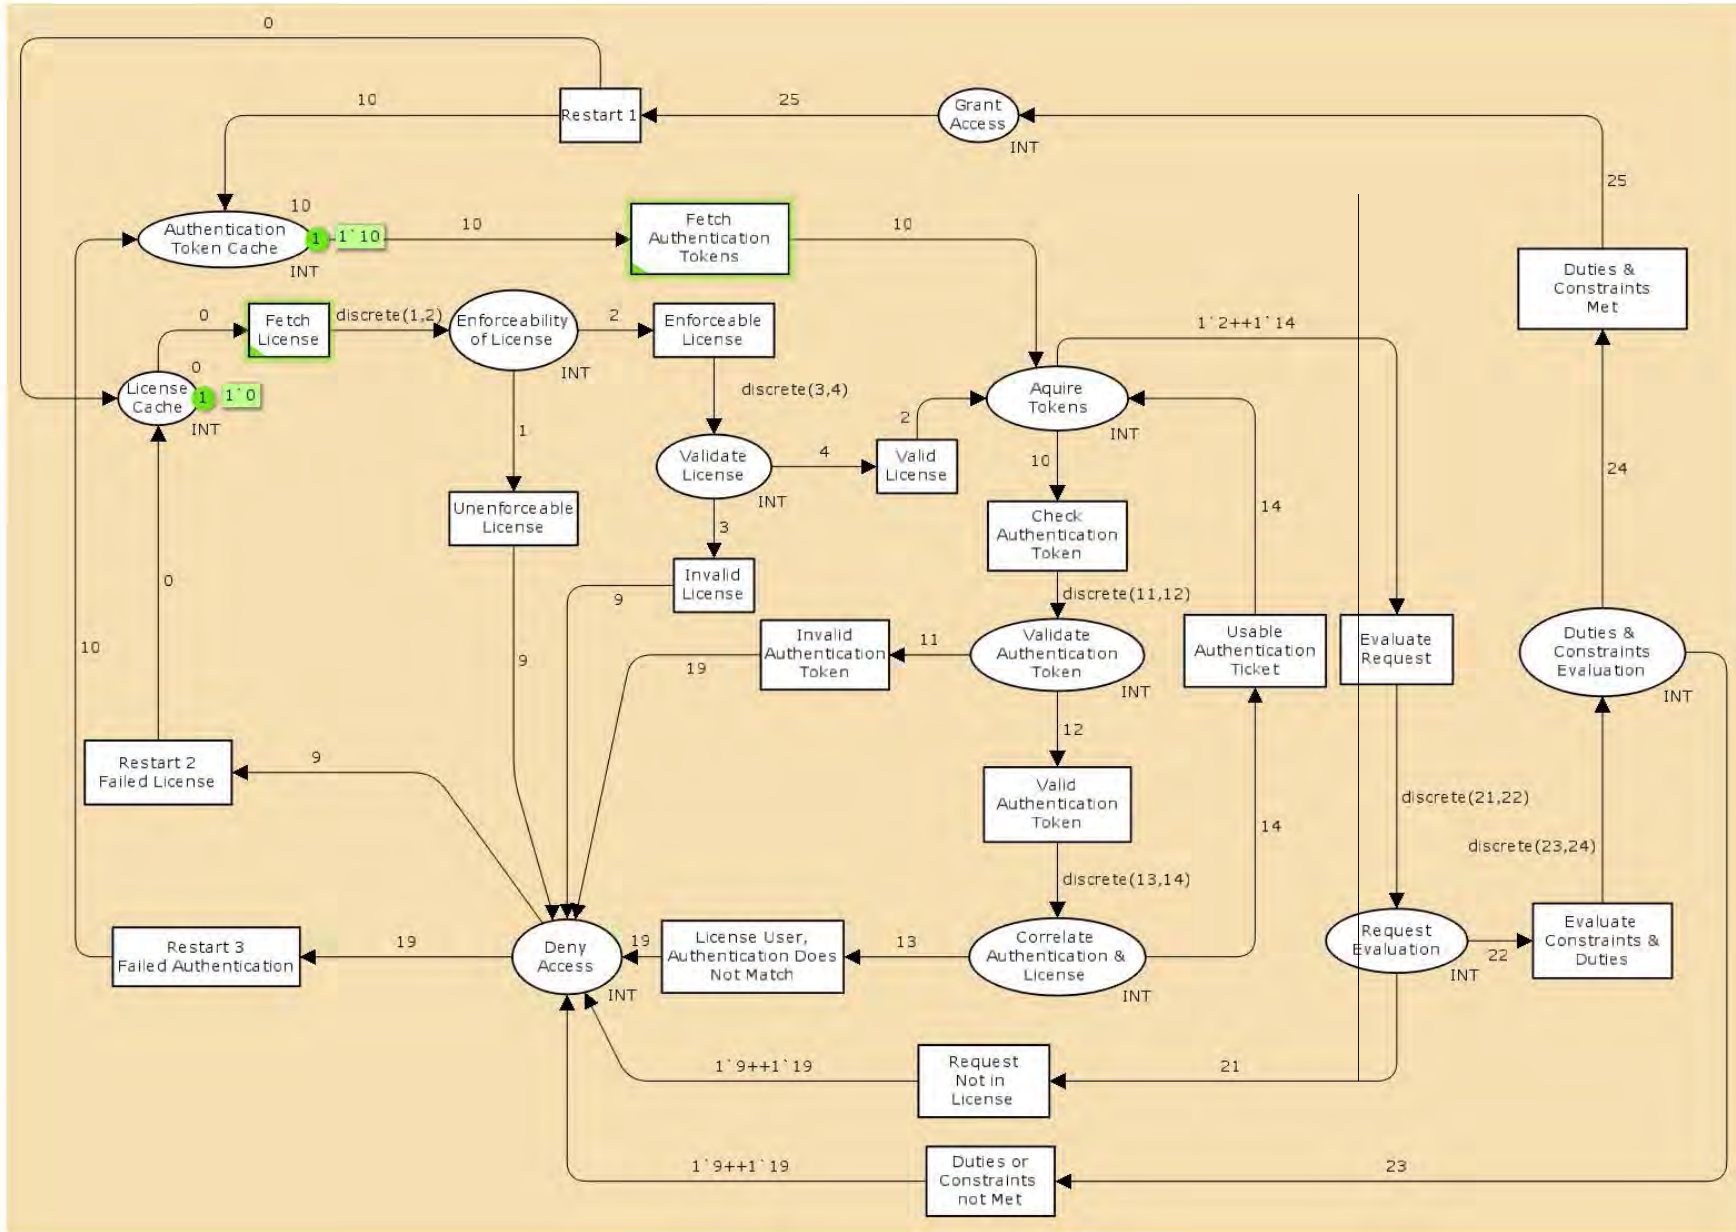 0
10
Restart 1
25
Grant
Access
INT
25
10
Authentication
Token Cache
1
1`10
INT
10
Fetch
Authentication
Tokens
10
Duties &
Constraints
Met
0
Fetch
License
discrete(1,2)
Enforceability
of License
INT
2
Enforceable
License
1`2++1`14
0
License
Cache
1
1`0
INT
discrete(3,4)
Aquire
Tokens
INT
2
1
Validate
License
INT
4
Valid
License
10
24
Unenforceable
License
3
Check
Authentication
Token
14
0
Invalid
License
9
discrete(11,12)
10
9
Invalid
Authentication
Token
19
11
Validate
Authentication
Token
INT
Usable
Authentication
Ticket
Evaluate
Request
Duties &
Constraints
Evaluation
INT
12
Restart 2
Failed License
9
Valid
Authentication
Token
discrete(21,22)
14
discrete(23,24)
discrete(13,14)
Restart 3
Failed Authentication
19
Deny
Access
INT
19
License User,
Authentication Does
Not Match
13
Correlate
Authentication &
License
INT
Request
Evaluation
INT
22
Evaluate
Constraints &
Duties
1`9++1`19
Request
Not in
License
21
1`9++1`19
Duties or
Constraints
not Met
23